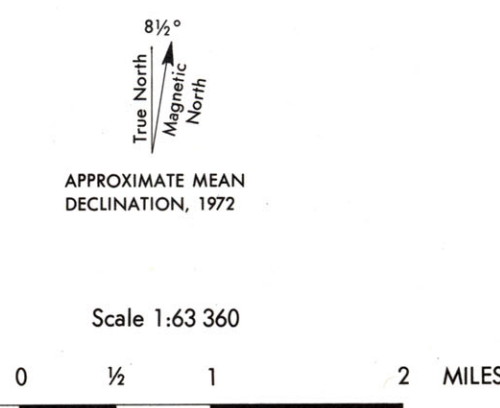 8½°
True North
Magnetic
North
APPROXIMATE MEAN
DECLINATION, 1972
Scale 1:63 360
0 ½ 1 2 MILES